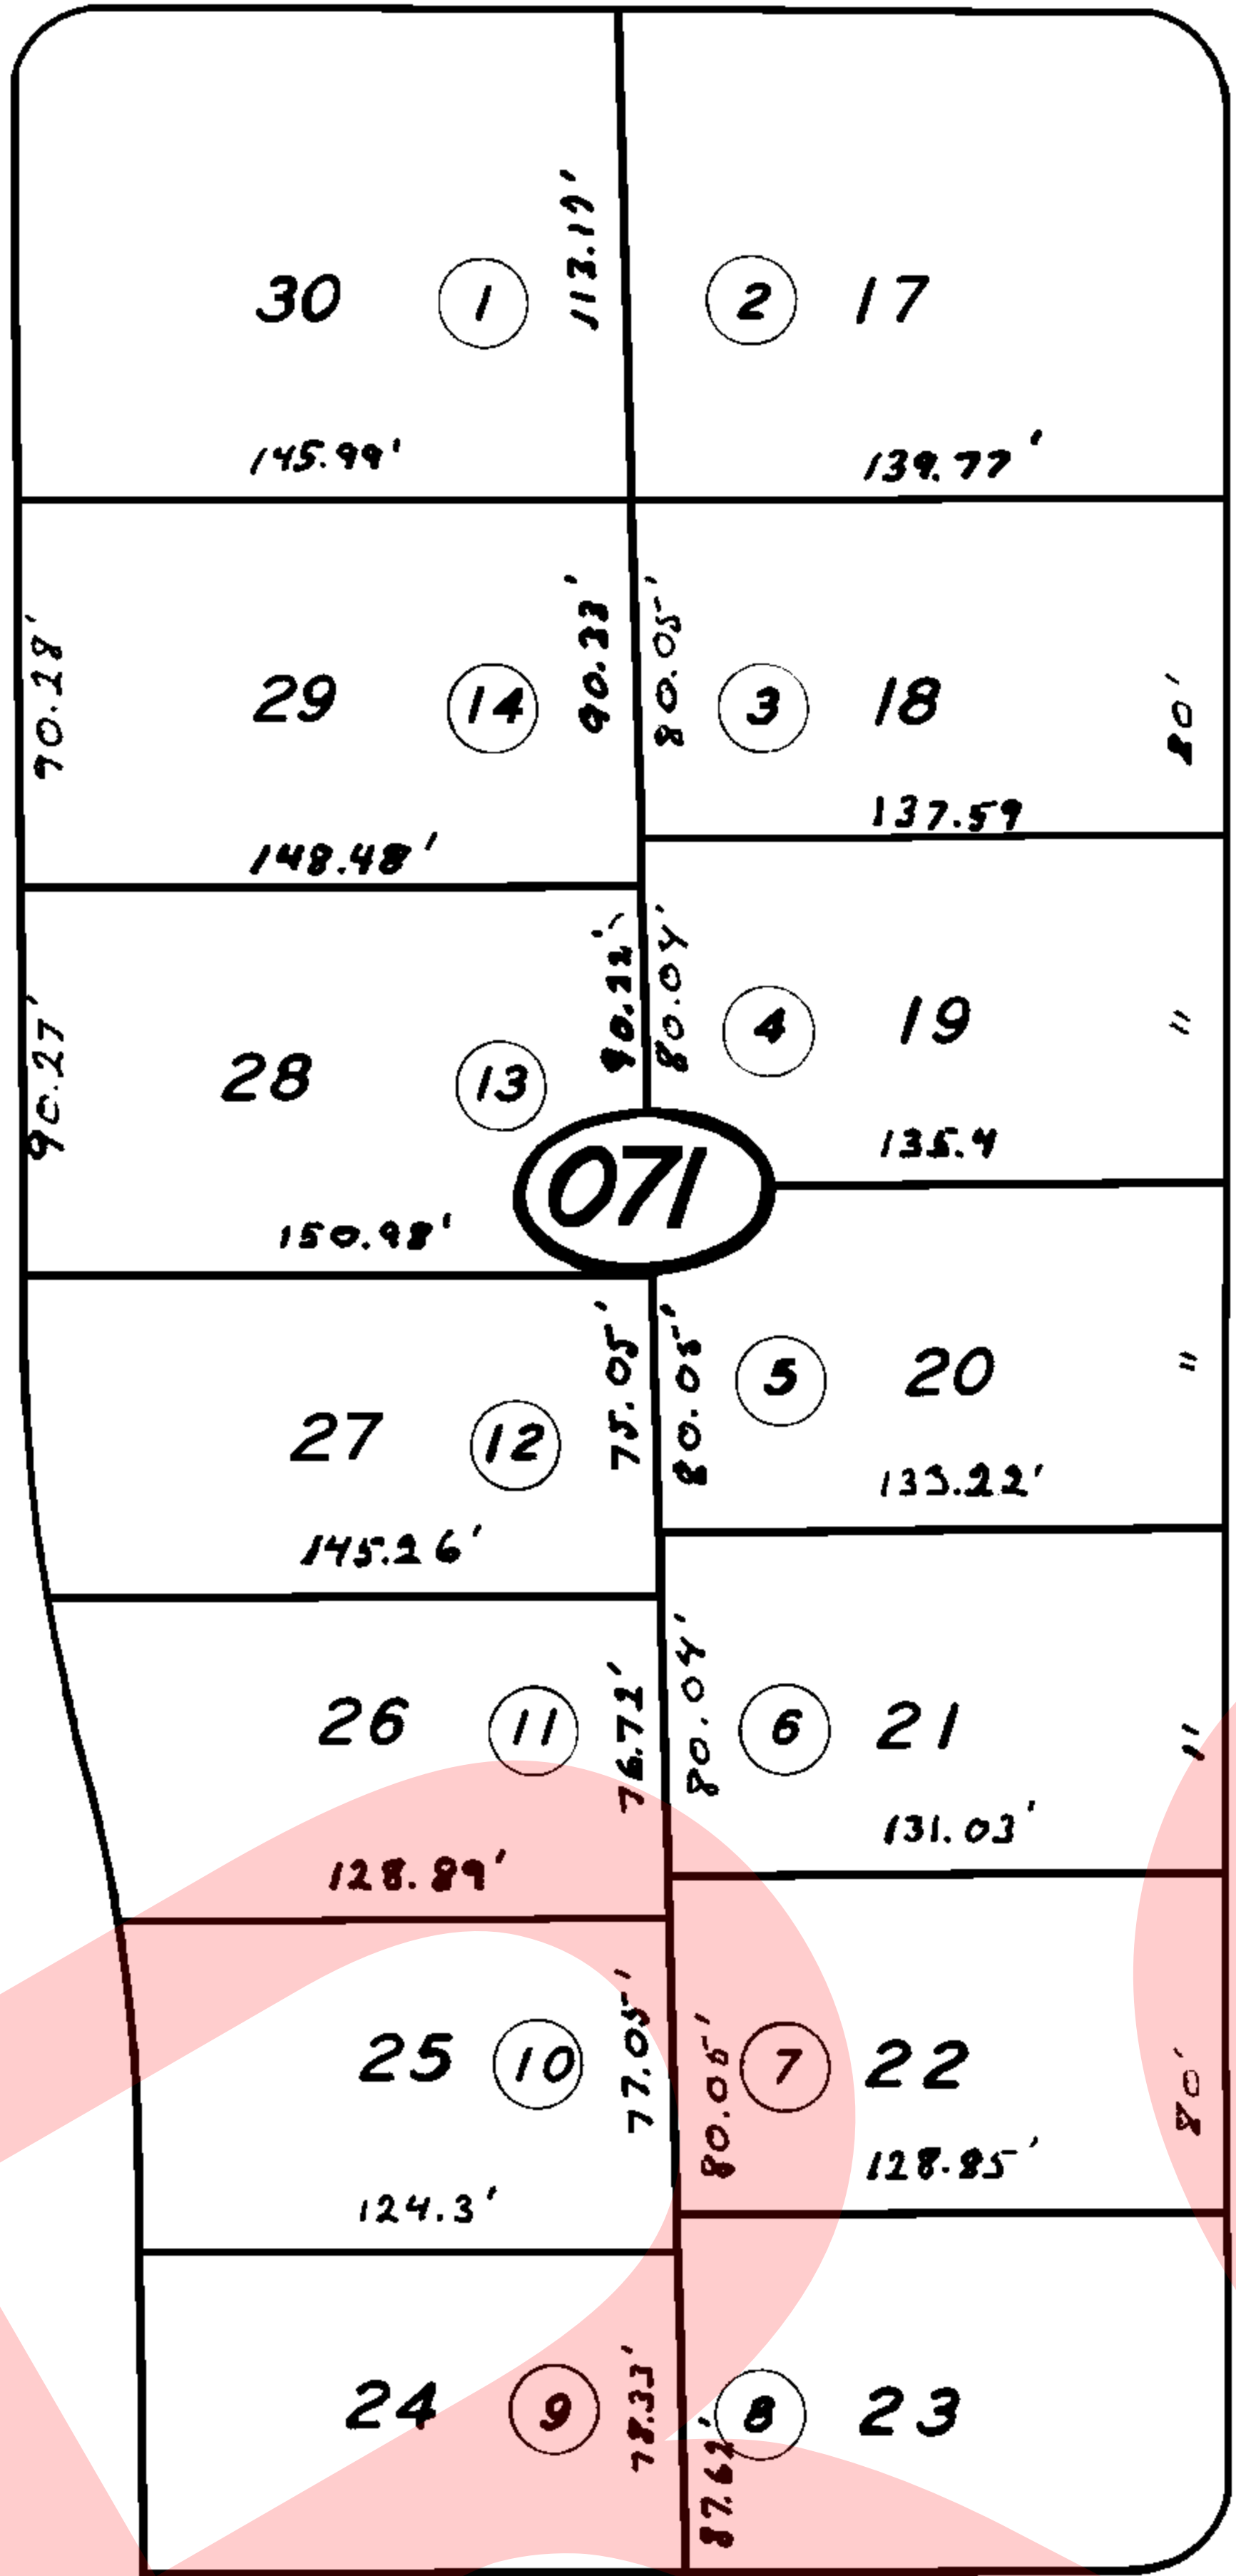 30 1 113.19' 2 17
145.99' 139.77'
90.28' 29 14 90.23' 80.05' 3 18 80'
148.48' 137.59
90.27' 28 13 90.22' 80.04' 4 19 "
150.98' 071 135.4
27 12 75.05' 80.05' 5 20 "
145.26' 133.22'
26 11 76.72' 80.04' 6 21 "
128.89' 131.03'
25 10 77.05' 80.05' 7 22 80'
124.3' 128.85'
24 9 78.33' 87.62' 8 23